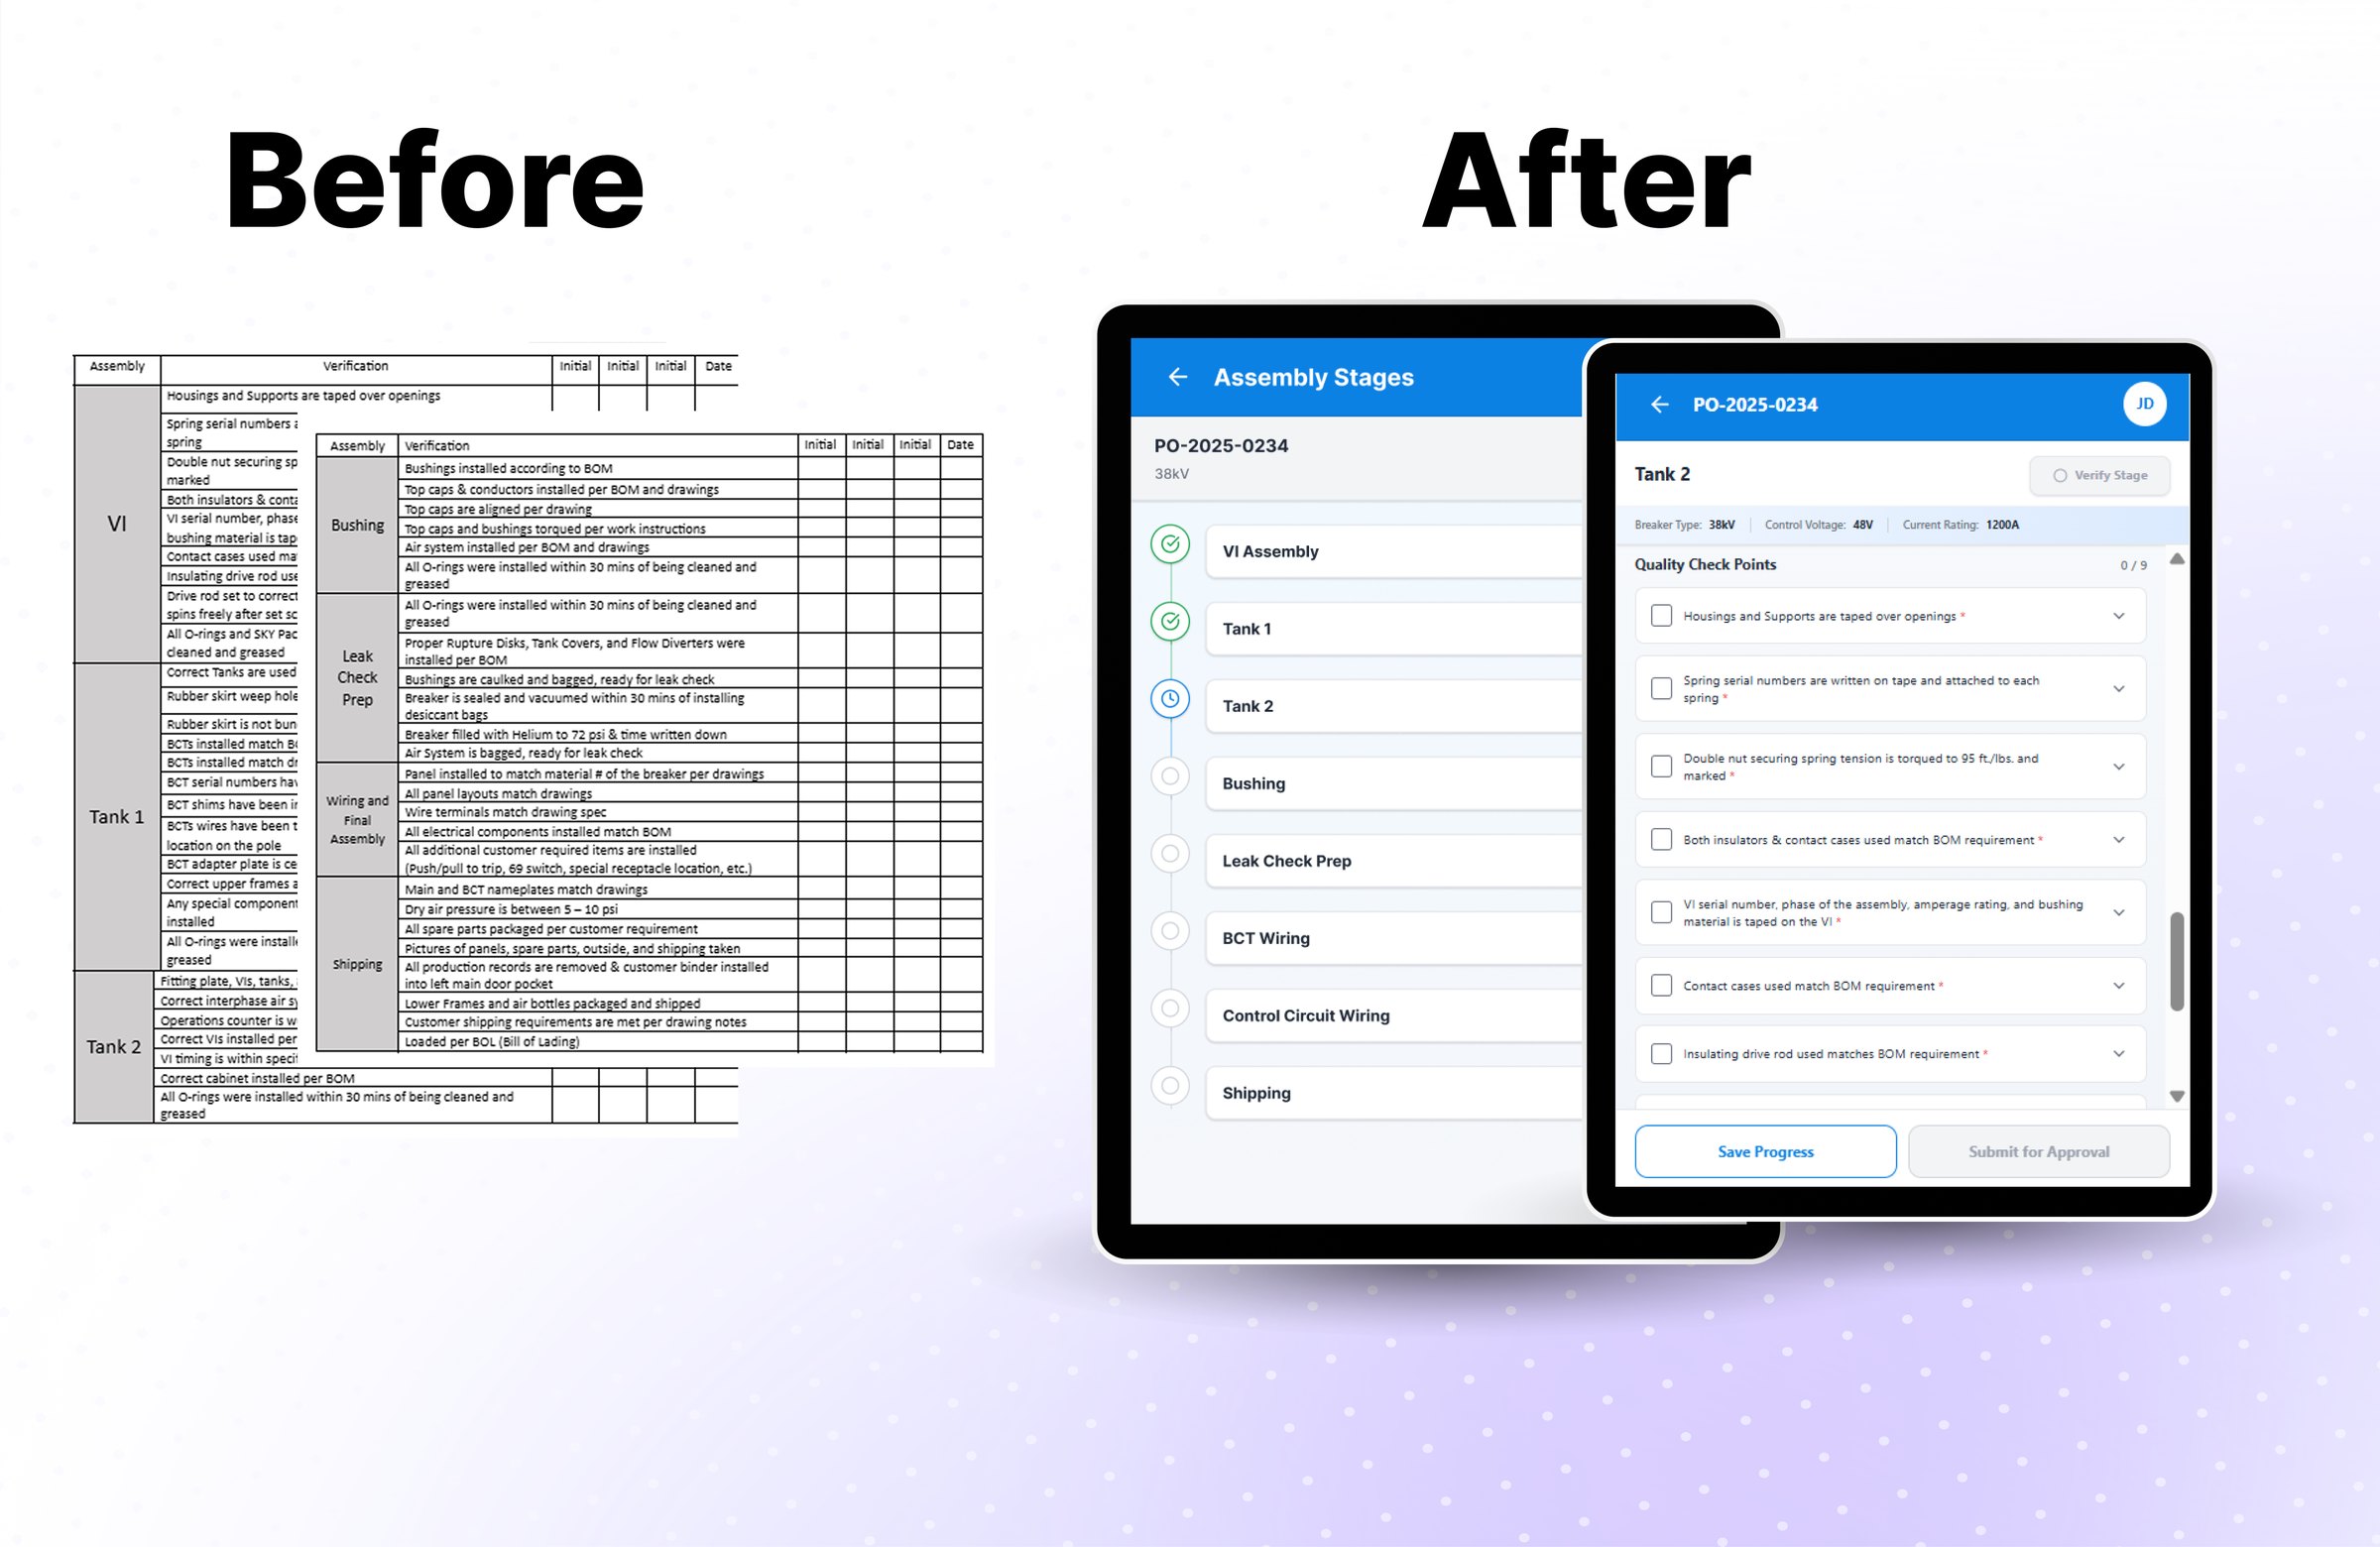 Before
After
Assembly Verification Initial Initial Initial Date
VI
Housings and Supports are taped over openings
Spring serial numbers
spring
Double nut securing sp
marked
Both insulators & conta
VI serial number, phase
bushing material is tap
Contact cases used ma
Insulating drive rod use
Drive rod set to correct
spins freely after set sc
All O-rings and SKY Pac
cleaned and greased
Tank 1
Correct Tanks are used
Rubber skirt weep hole
Rubber skirt is not bun
BCTs installed match BC
BCTs installed match dr
BCT serial numbers hav
BCT shims have been ir
BCTs wires have been t
location on the pole
BCT adapter plate is ce
Correct upper frames a
Any special component
installed
All O-rings were installe
greased
Tank 2
Fitting plate, VIs, tanks,
Correct interphase air sy
Operations counter is w
Correct VIs installed per
VI timing is within specif
Correct cabinet installed per BOM
All O-rings were installed within 30 mins of being cleaned and
greased
Assembly Verification Initial Initial Initial Date
Bushing
Bushings installed according to BOM
Top caps & conductors installed per BOM and drawings
Top caps are aligned per drawing
Top caps and bushings torqued per work instructions
Air system installed per BOM and drawings
All O-rings were installed within 30 mins of being cleaned and
greased
Leak
Check
Prep
All O-rings were installed within 30 mins of being cleaned and
greased
Proper Rupture Disks, Tank Covers, and Flow Diverters were
installed per BOM
Bushings are caulked and bagged, ready for leak check
Breaker is sealed and vacuumed within 30 mins of installing
desiccant bags
Breaker filled with Helium to 72 psi & time written down
Air System is bagged, ready for leak check
Wiring and
Final
Assembly
Panel installed to match material # of the breaker per drawings
All panel layouts match drawings
Wire terminals match drawing spec
All electrical components installed match BOM
All additional customer required items are installed
(Push/pull to trip, 69 switch, special receptacle location, etc.)
Shipping
Main and BCT nameplates match drawings
Dry air pressure is between 5 – 10 psi
All spare parts packaged per customer requirement
Pictures of panels, spare parts, outside, and shipping taken
All production records are removed & customer binder installed
into left main door pocket
Lower Frames and air bottles packaged and shipped
Customer shipping requirements are met per drawing notes
Loaded per BOL (Bill of Lading)
Assembly Stages
PO-2025-0234
38kV
VI Assembly
Tank 1
Tank 2
Bushing
Leak Check Prep
BCT Wiring
Control Circuit Wiring
Shipping
PO-2025-0234
JD
Tank 2
Verify Stage
Breaker Type: 38kV Control Voltage: 48V Current Rating: 1200A
Quality Check Points 0 / 9
Housings and Supports are taped over openings *
Spring serial numbers are written on tape and attached to each
spring *
Double nut securing spring tension is torqued to 95 ft./lbs. and
marked *
Both insulators & contact cases used match BOM requirement *
VI serial number, phase of the assembly, amperage rating, and bushing
material is taped on the VI *
Contact cases used match BOM requirement *
Insulating drive rod used matches BOM requirement *
Save Progress
Submit for Approval